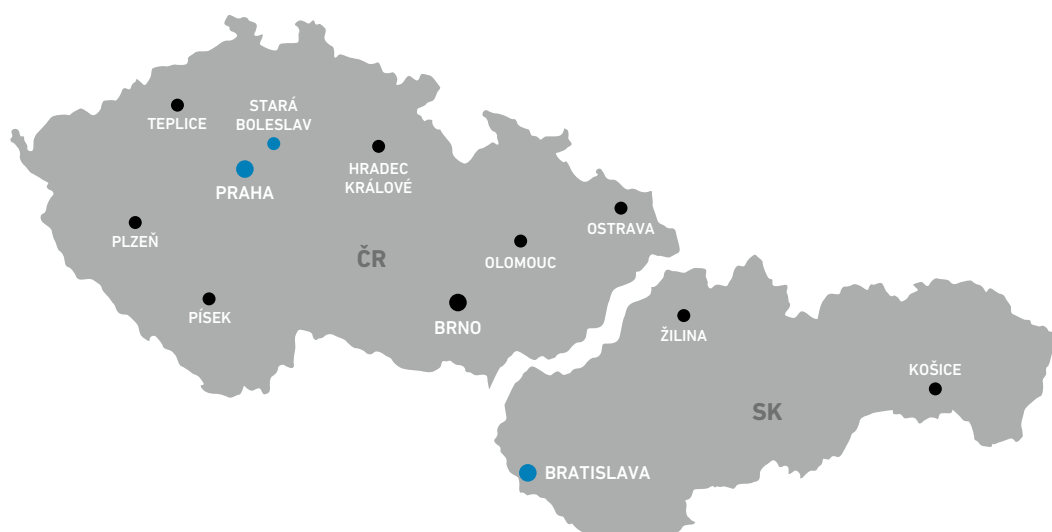 STARÁ
BOLESLAV
TEPLICE
HRADEC
KRÁLOVÉ
PRAHA
OSTRAVA
PLZEŇ
ČR
OLOMOUC
PÍSEK
BRNO
ŽILINA
KOŠICE
SK
BRATISLAVA